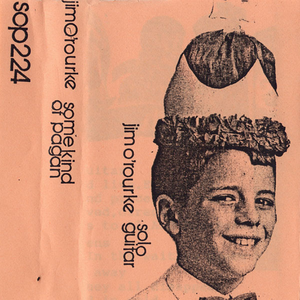 sop224
jim o'rourke some kind
of pagan
jim o'rourke solo
guitar